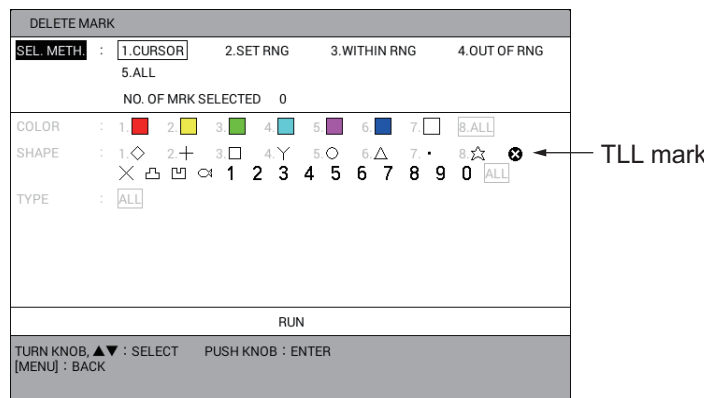 DELETE MARK
SEL. METH. : 1.CURSOR 2.SET RNG 3.WITHIN RNG 4.OUT OF RNG
5.ALL
NO. OF MRK SELECTED 0
COLOR : 1. 2. 3. 4. 5. 6. 7. 8.ALL
SHAPE : 1. 2. 3. 4. 5. 6. 7. 8.
1 2 3 4 5 6 7 8 9 0 ALL
TLL mark
TYPE : ALL
RUN
TURN KNOB, ▲▼ : SELECT PUSH KNOB : ENTER
[MENU] : BACK